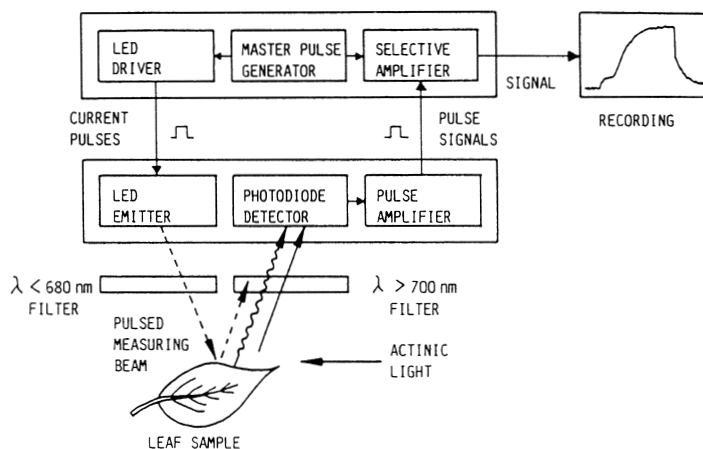 LED
DRIVER
MASTER PULSE
GENERATOR
SELECTIVE
AMPLIFIER
SIGNAL
RECORDING
CURRENT
PULSES
PULSE
SIGNALS
LED
EMITTER
PHOTODIODE
DETECTOR
PULSE
AMPLIFIER
λ < 680 nm
FILTER
λ > 700 nm
FILTER
PULSED
MEASURING
BEAM
ACTINIC
LIGHT
LEAF SAMPLE